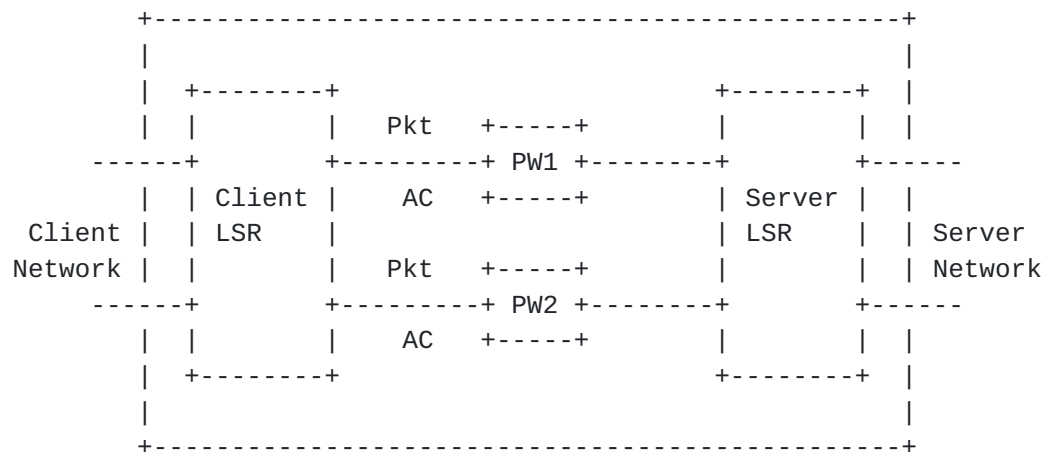 Pkt
PW1
Client AC Server
Client LSR LSR Server
Network Pkt Network
PW2
AC